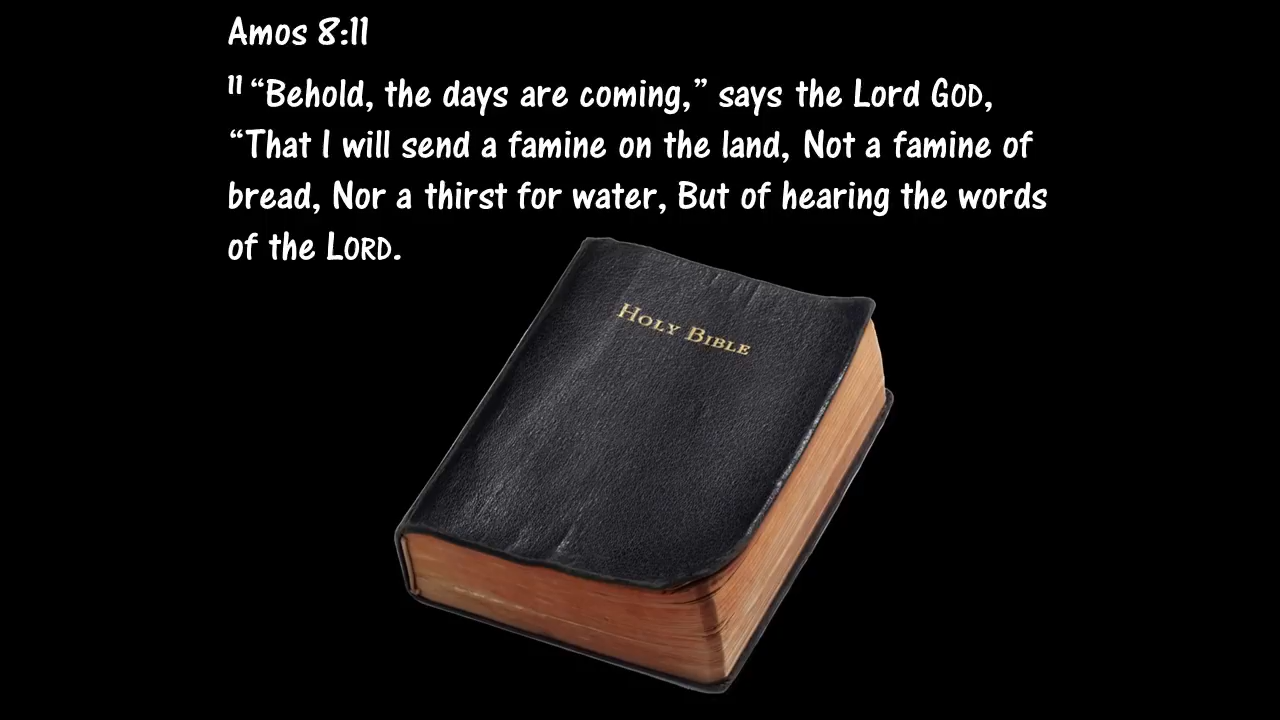 Amos 8:11
11 “Behold, the days are coming,” says the Lord GOD,
“That I will send a famine on the land, Not a famine of
bread, Nor a thirst for water, But of hearing the words
of the LORD.
HOLY BIBLE